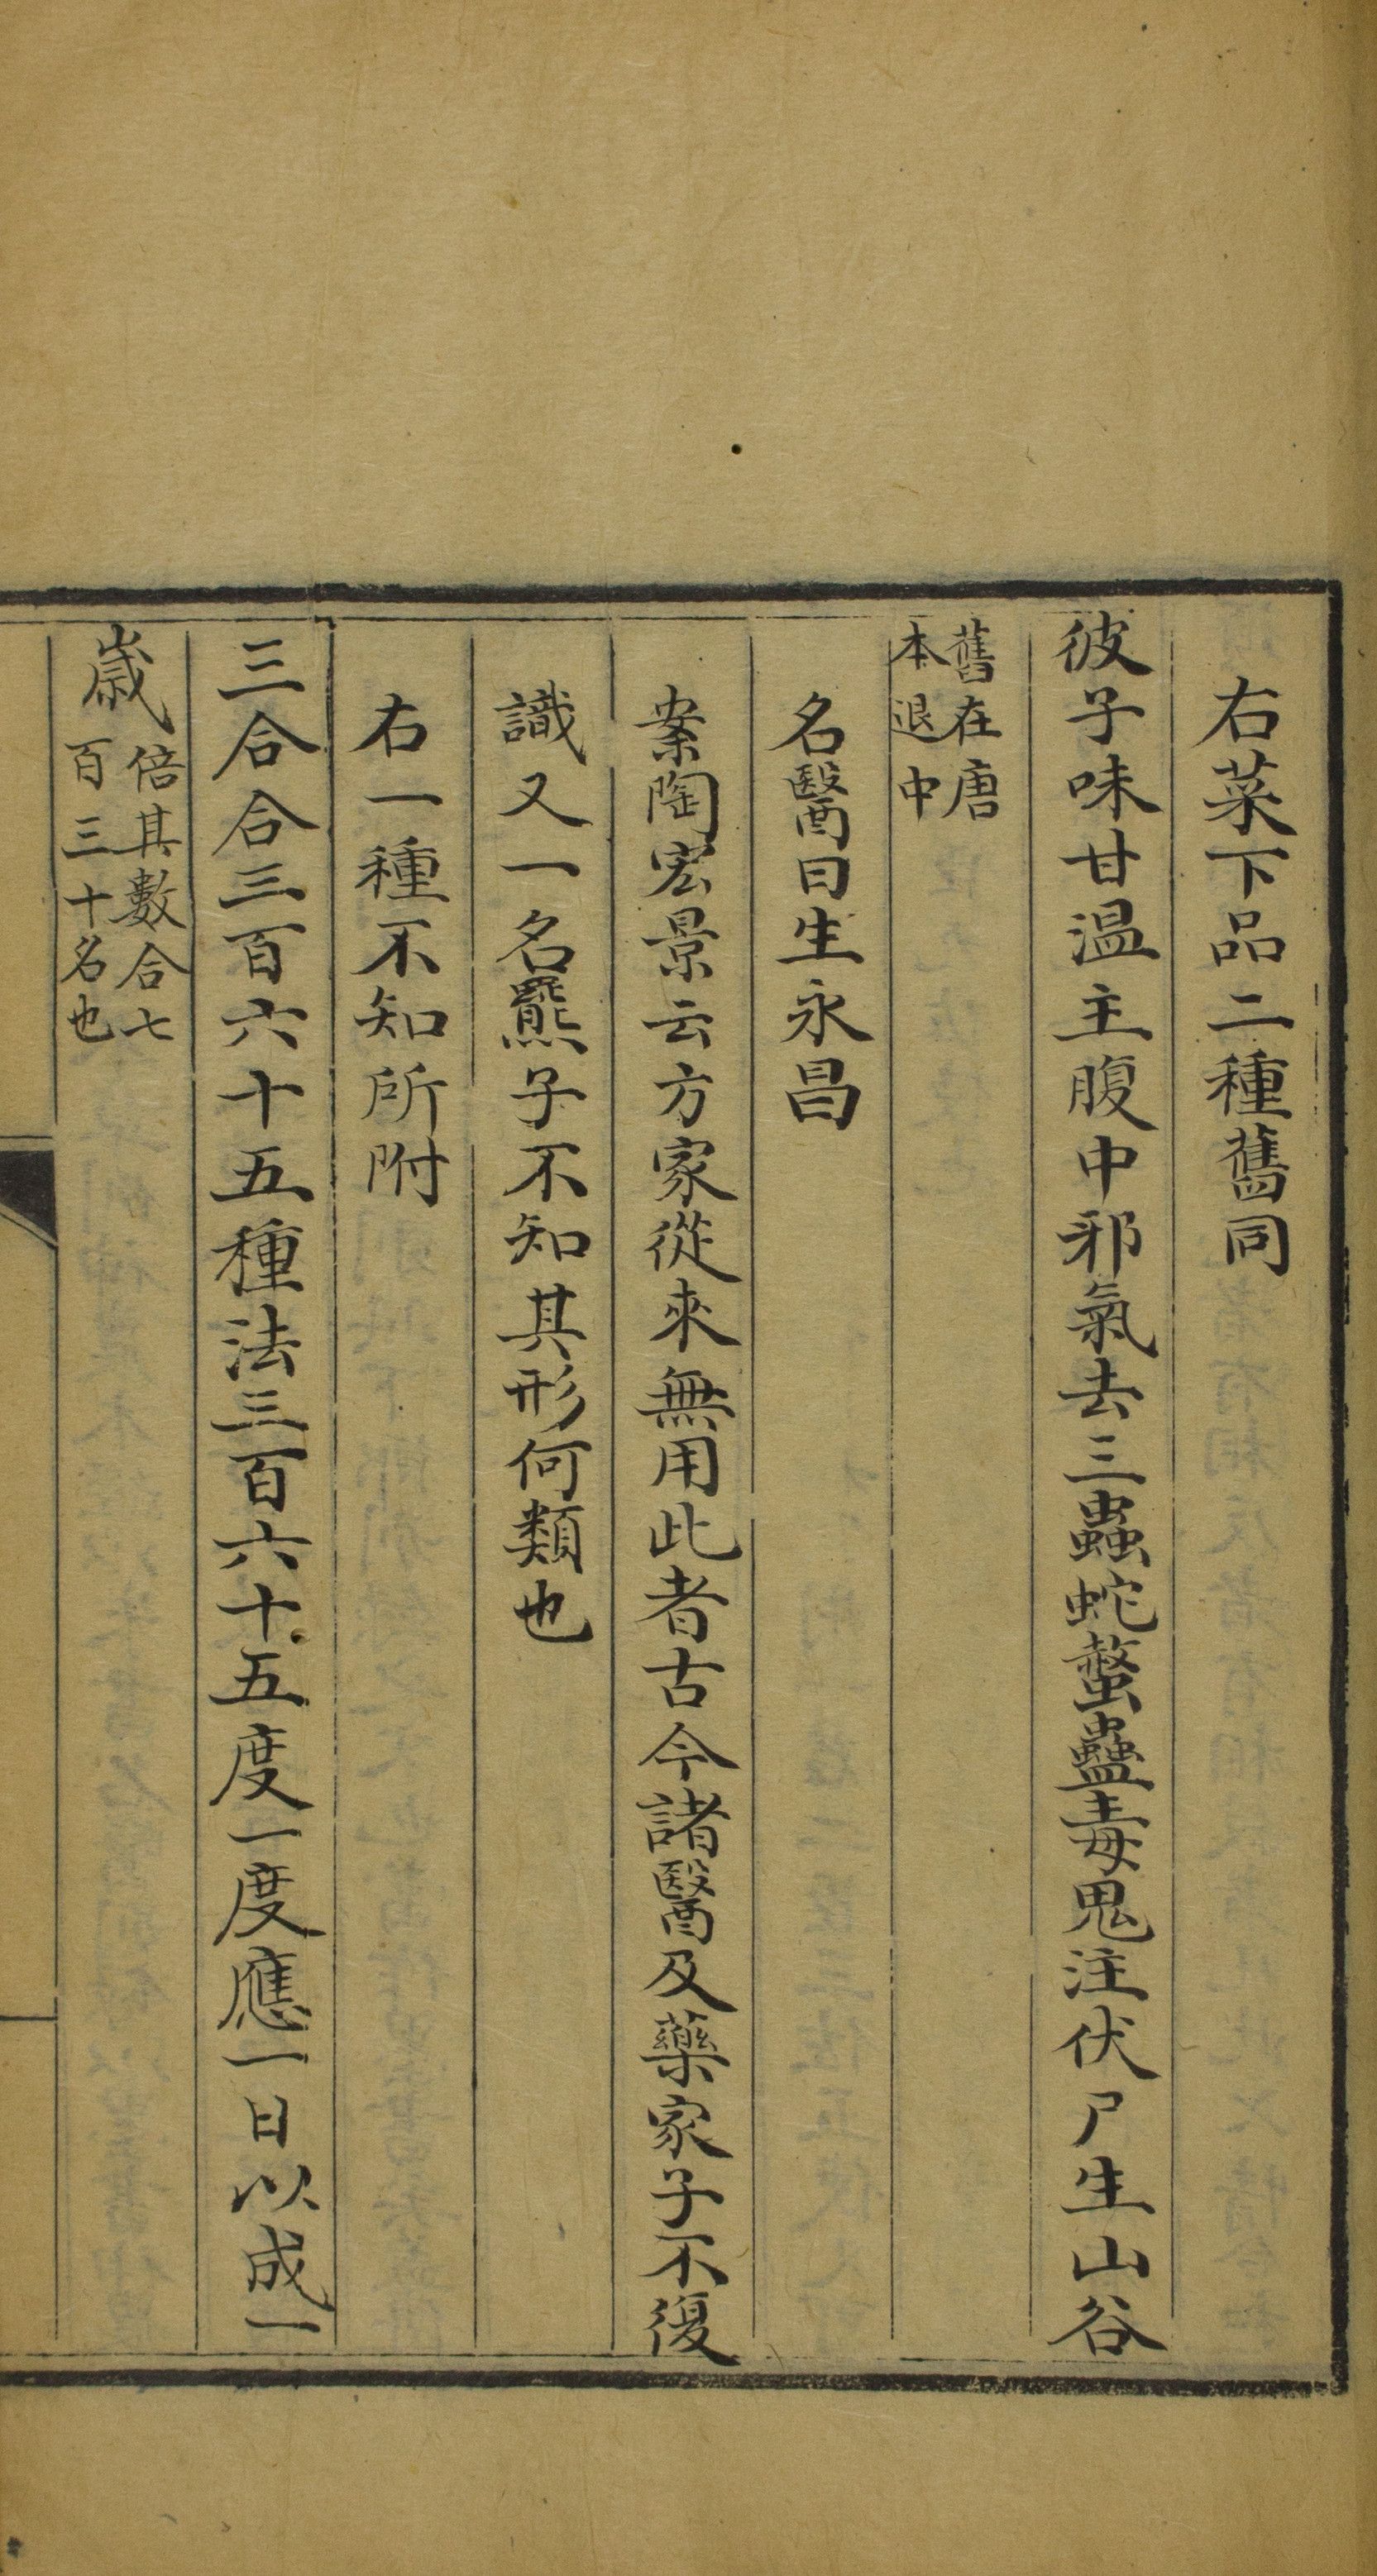 右菜下品二種舊同
彼子味甘温主腹中邪氣去三蟲蛇螫蠱毒鬼注伏尸生山谷
舊在唐
本退中
名醫曰生永昌
案陶宏景云方家從來無用此者古今諸醫及藥家子不復
識又一名羆子不知其形何類也
右一種不知所附
三合合三百六十五種法三百六十五度一度應一日以成一
歲倍其數合七
百三十名也